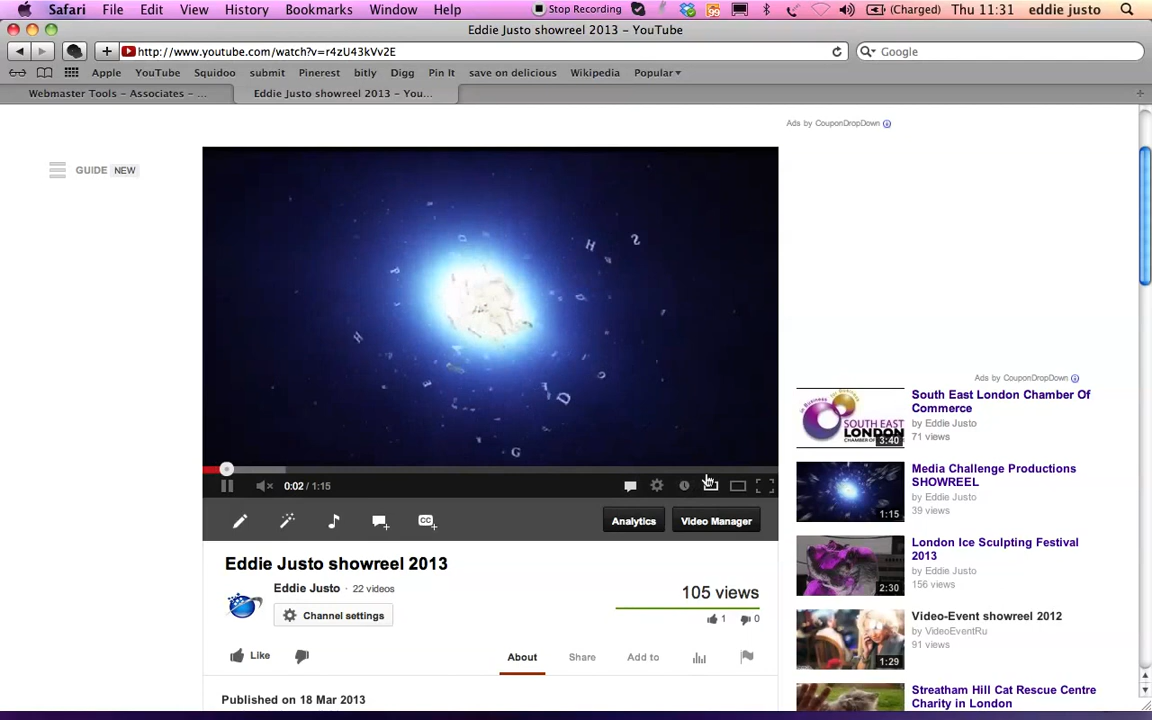 Safari File Edit View History Bookmarks Window Help Stop Recording 99 (Charged) Thu 11:31 eddie justo
Eddie Justo showreel 2013 – YouTube
http://www.youtube.com/watch?v=r4zU43kVv2E Google
Apple YouTube Squidoo submit Pinerest bitly Digg Pin It save on delicious Wikipedia Popular
Webmaster Tools – Associates – ... Eddie Justo showreel 2013 – You...
Ads by CouponDropDown
GUIDE NEW
H S
P
H
D
G
0:02 / 1:15
CC
Analytics Video Manager
Eddie Justo showreel 2013
Eddie Justo · 22 videos
Channel settings
105 views
1 0
Like
About Share Add to
Published on 18 Mar 2013
Ads by CouponDropDown
SOUTH EAST
LONDON
3:40
South East London Chamber Of
Commerce
by Eddie Justo
71 views
1:15
Media Challenge Productions
SHOWREEL
by Eddie Justo
39 views
2:30
London Ice Sculpting Festival
2013
by Eddie Justo
156 views
1:29
Video-Event showreel 2012
by VideoEventRu
91 views
Streatham Hill Cat Rescue Centre
Charity in London